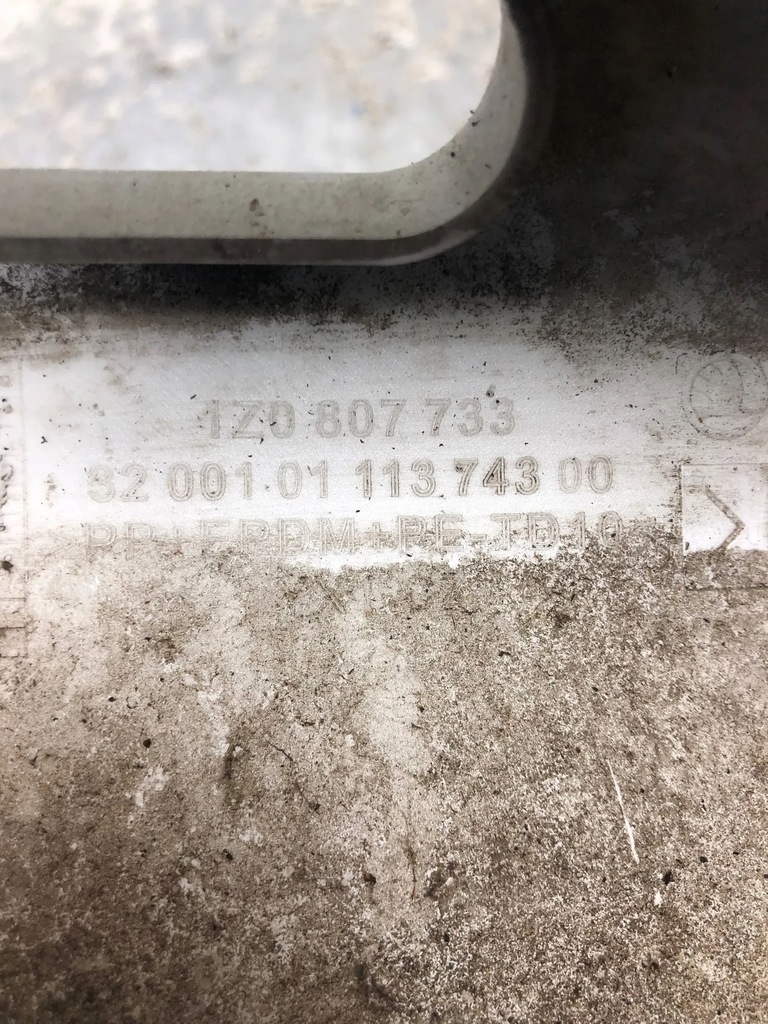 1Z0 807 733
32 001 01 113 743 00
PP+EPDM+PE-TD10